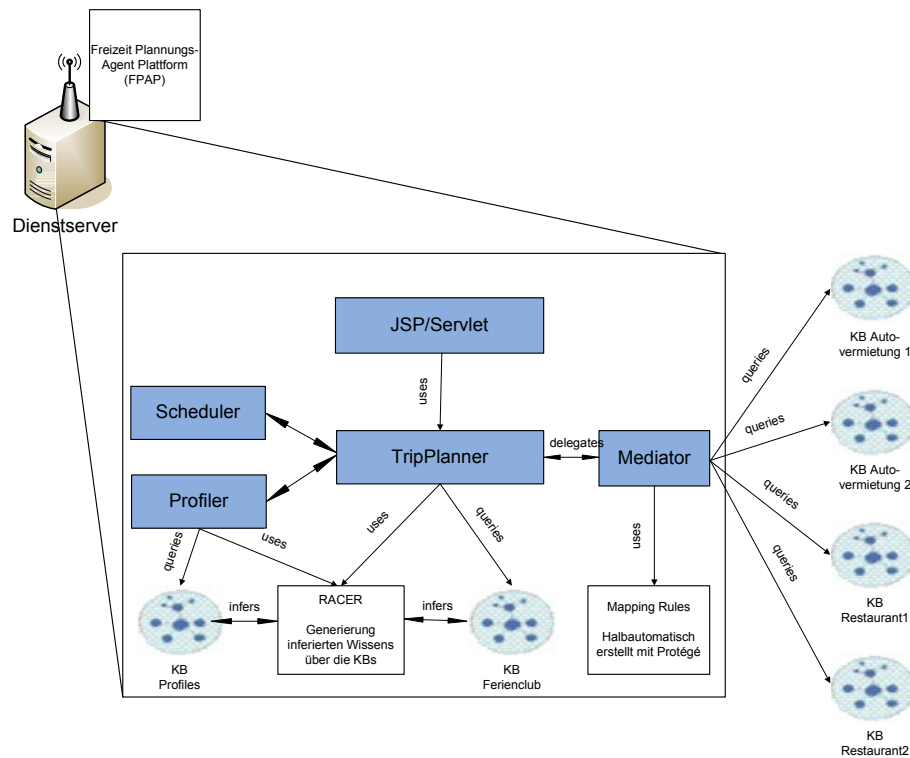 Freizeit Plannungs-
Agent Plattform
(FPAP)
Dienstserver
JSP/Servlet
uses
Scheduler
TripPlanner
delegates
Mediator
Profiler
queries
uses
uses
queries
uses
queries
queries
queries
queries
KB Auto-
vermietung 1
KB Auto-
vermietung 2
KB
Restaurant1
KB
Restaurant2
infers
RACER
Generierung
inferierten Wissens
über die KBs
infers
Mapping Rules
Halbautomatisch
erstellt mit Protégé
KB
Profiles
KB
Ferienclub